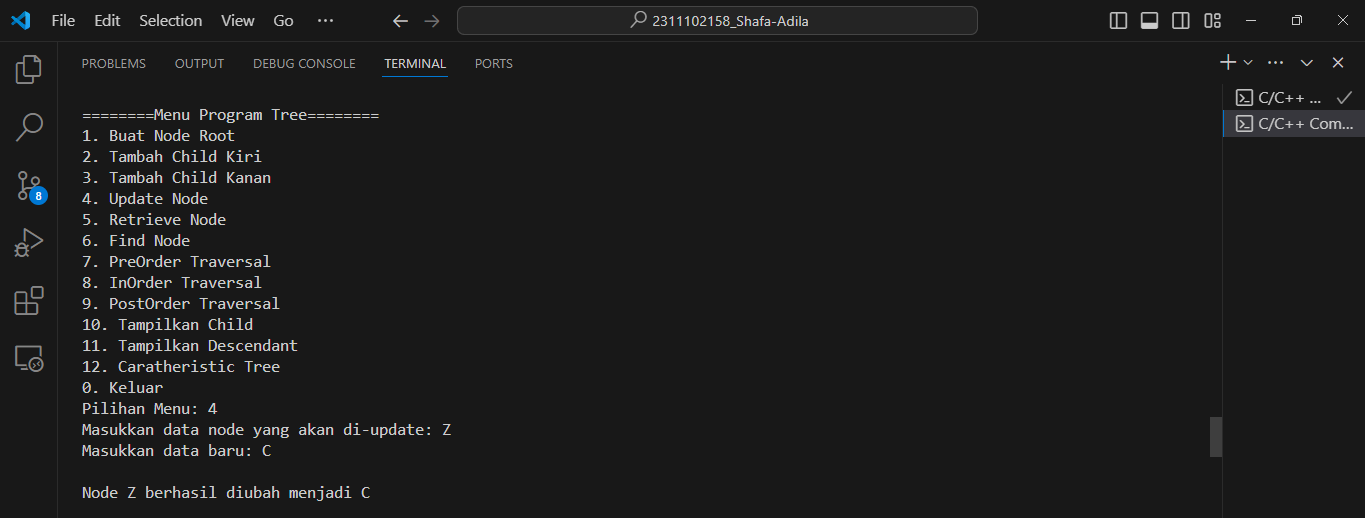 File Edit Selection View Go ···
2311102158_Shafa-Adila
PROBLEMS OUTPUT DEBUG CONSOLE TERMINAL PORTS
C/C++ ...
C/C++ Com...
8
========Menu Program Tree========
1. Buat Node Root
2. Tambah Child Kiri
3. Tambah Child Kanan
4. Update Node
5. Retrieve Node
6. Find Node
7. PreOrder Traversal
8. InOrder Traversal
9. PostOrder Traversal
10. Tampilkan Child
11. Tampilkan Descendant
12. Caratheristic Tree
0. Keluar
Pilihan Menu: 4
Masukkan data node yang akan di-update: Z
Masukkan data baru: C
Node Z berhasil diubah menjadi C